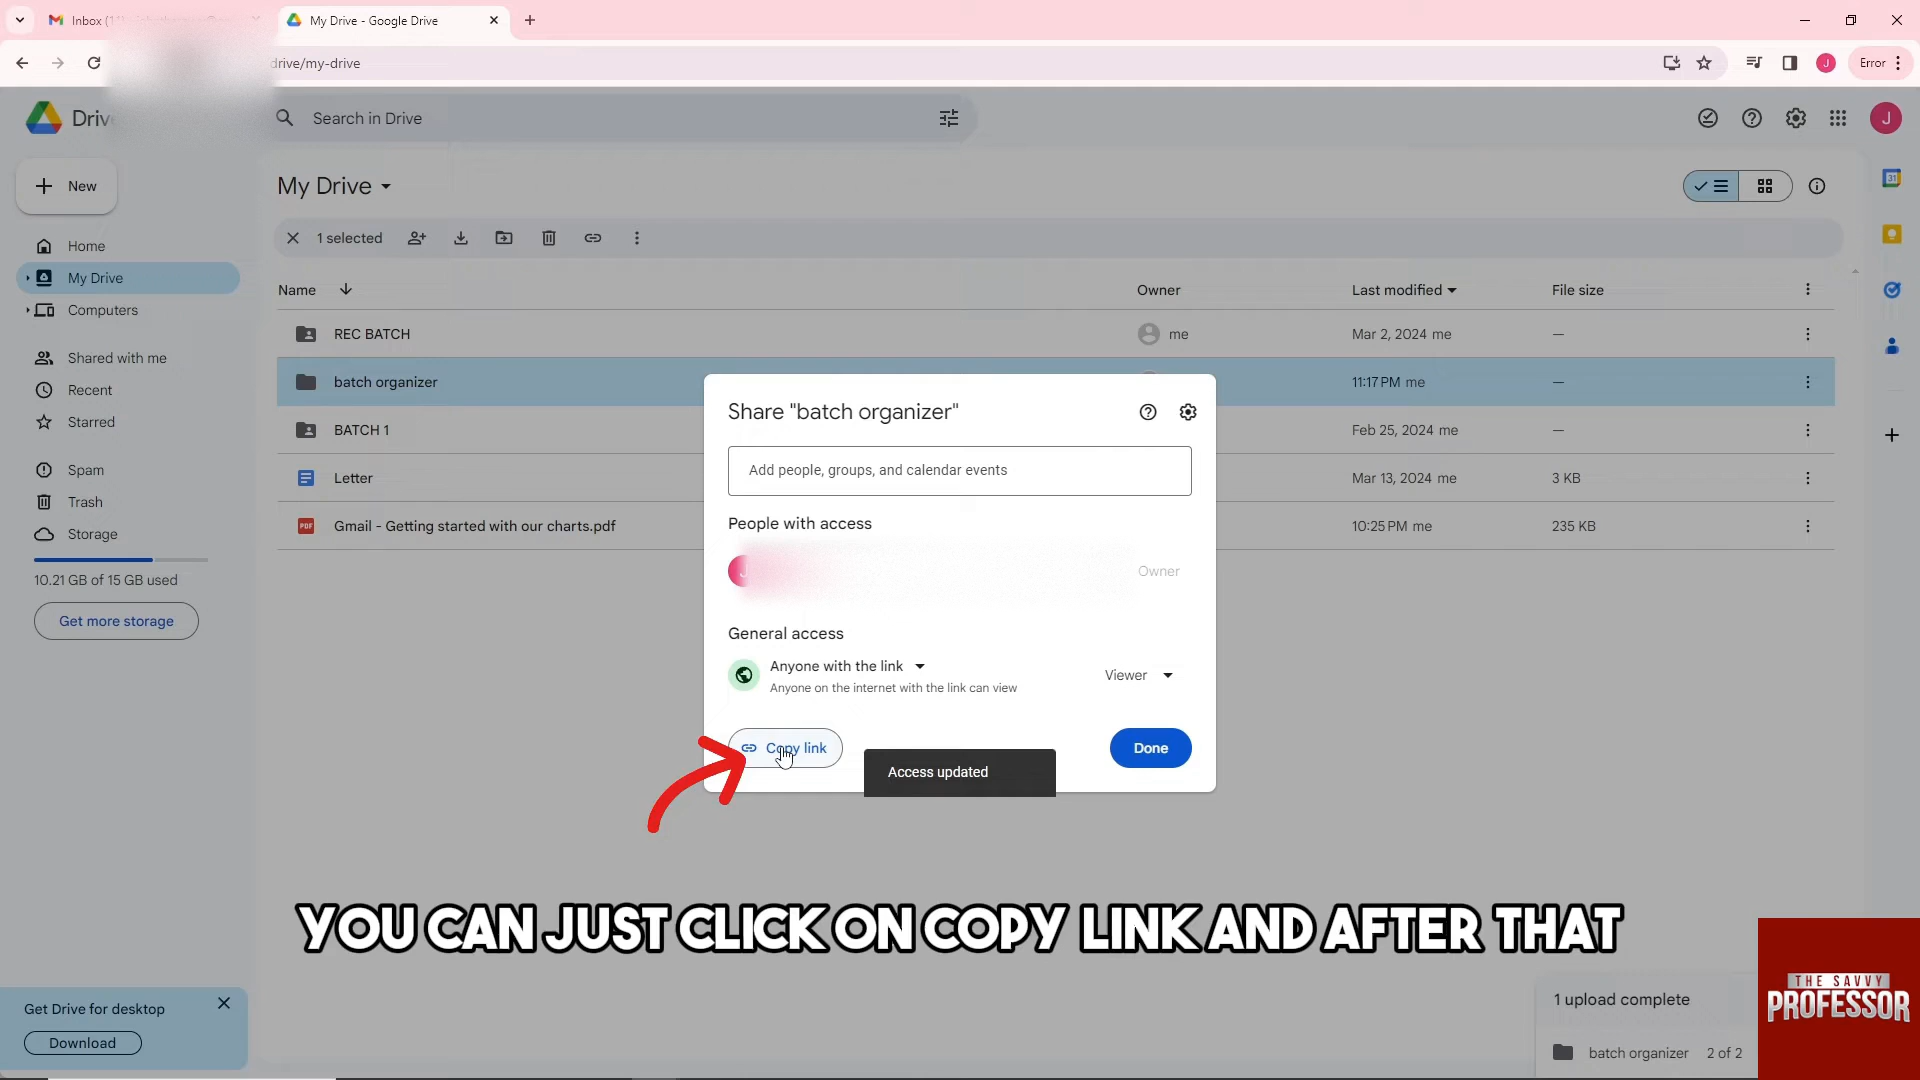 Inbox (1
My Drive - Google Drive
drive/my-drive
Error
Drive
Search in Drive
J
New
My Drive
1 selected
Home
My Drive
Computers
Shared with me
Recent
Starred
Spam
Trash
Storage
10.21 GB of 15 GB used
Get more storage
Name Owner Last modified File size
REC BATCH me Mar 2, 2024 me —
batch organizer 11:17 PM me —
BATCH 1 Feb 25, 2024 me —
Letter Mar 13, 2024 me 3 KB
PDF Gmail - Getting started with our charts.pdf 10:25 PM me 235 KB
31
Share "batch organizer"
Add people, groups, and calendar events
People with access
Owner
General access
Anyone with the link
Anyone on the internet with the link can view
Viewer
Copy link
Done
Access updated
YOU CAN JUST CLICK ON COPY LINK AND AFTER THAT
Get Drive for desktop
Download
1 upload complete
batch organizer 2 of 2
THE SAVVY
PROFESSOR